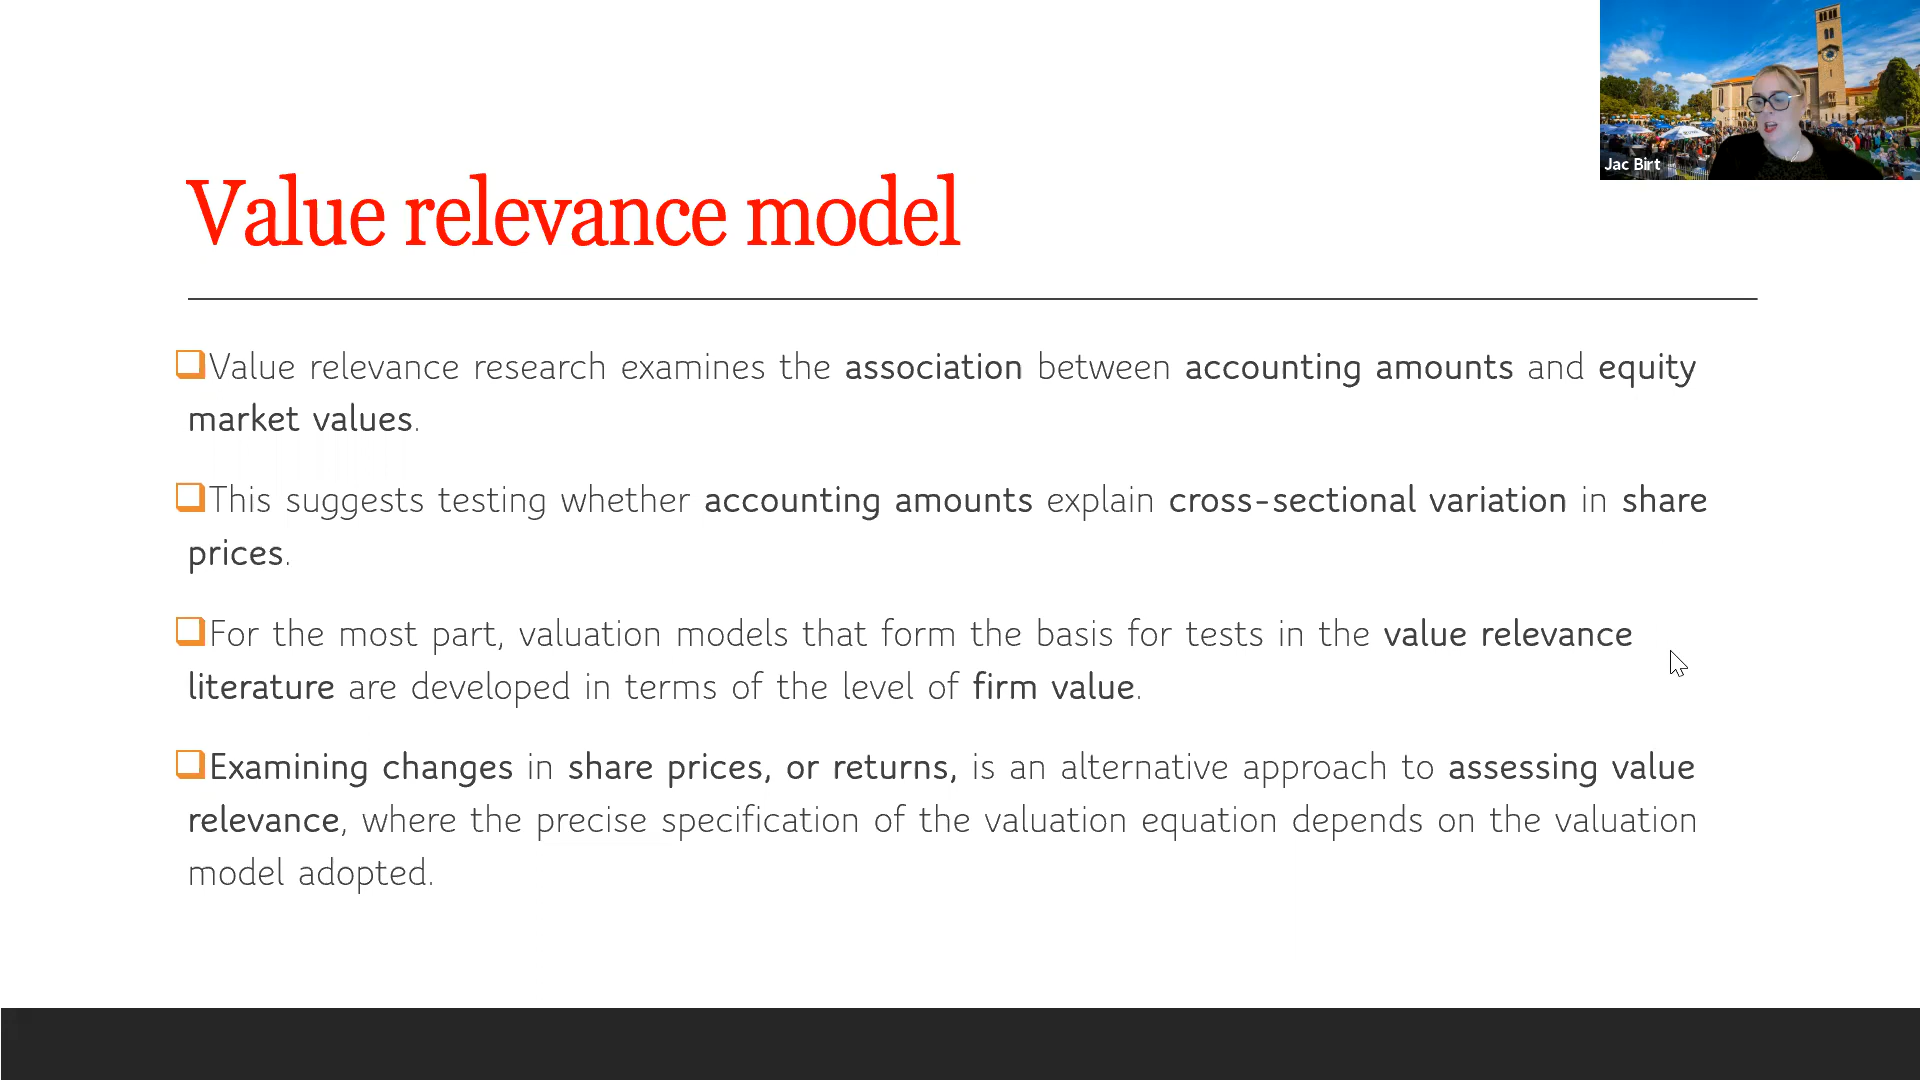 Jac Birt
Value relevance model
Value relevance research examines the association between accounting amounts and equity
market values.
This suggests testing whether accounting amounts explain cross-sectional variation in share
prices.
For the most part, valuation models that form the basis for tests in the value relevance
literature are developed in terms of the level of firm value.
Examining changes in share prices, or returns, is an alternative approach to assessing value
relevance, where the precise specification of the valuation equation depends on the valuation
model adopted.